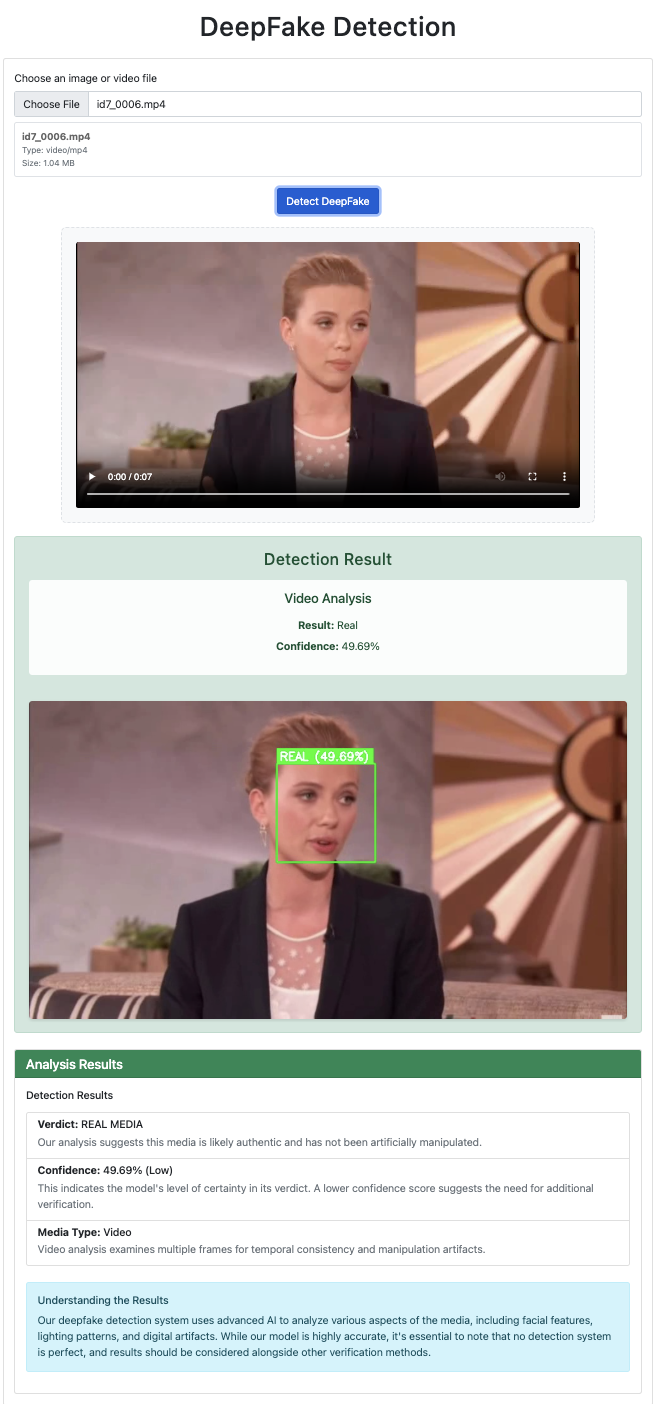 DeepFake Detection
Choose an image or video file
Choose File id7_0006.mp4
id7_0006.mp4
Type: video/mp4
Size: 1.04 MB
Detect DeepFake
0:00 / 0:07
Detection Result
Video Analysis
Result: Real
Confidence: 49.69%
REAL (49.69%)
Analysis Results
Detection Results
Verdict: REAL MEDIA
Our analysis suggests this media is likely authentic and has not been artificially manipulated.
Confidence: 49.69% (Low)
This indicates the model's level of certainty in its verdict. A lower confidence score suggests the need for additional
verification.
Media Type: Video
Video analysis examines multiple frames for temporal consistency and manipulation artifacts.
Understanding the Results
Our deepfake detection system uses advanced AI to analyze various aspects of the media, including facial features,
lighting patterns, and digital artifacts. While our model is highly accurate, it's essential to note that no detection system
is perfect, and results should be considered alongside other verification methods.